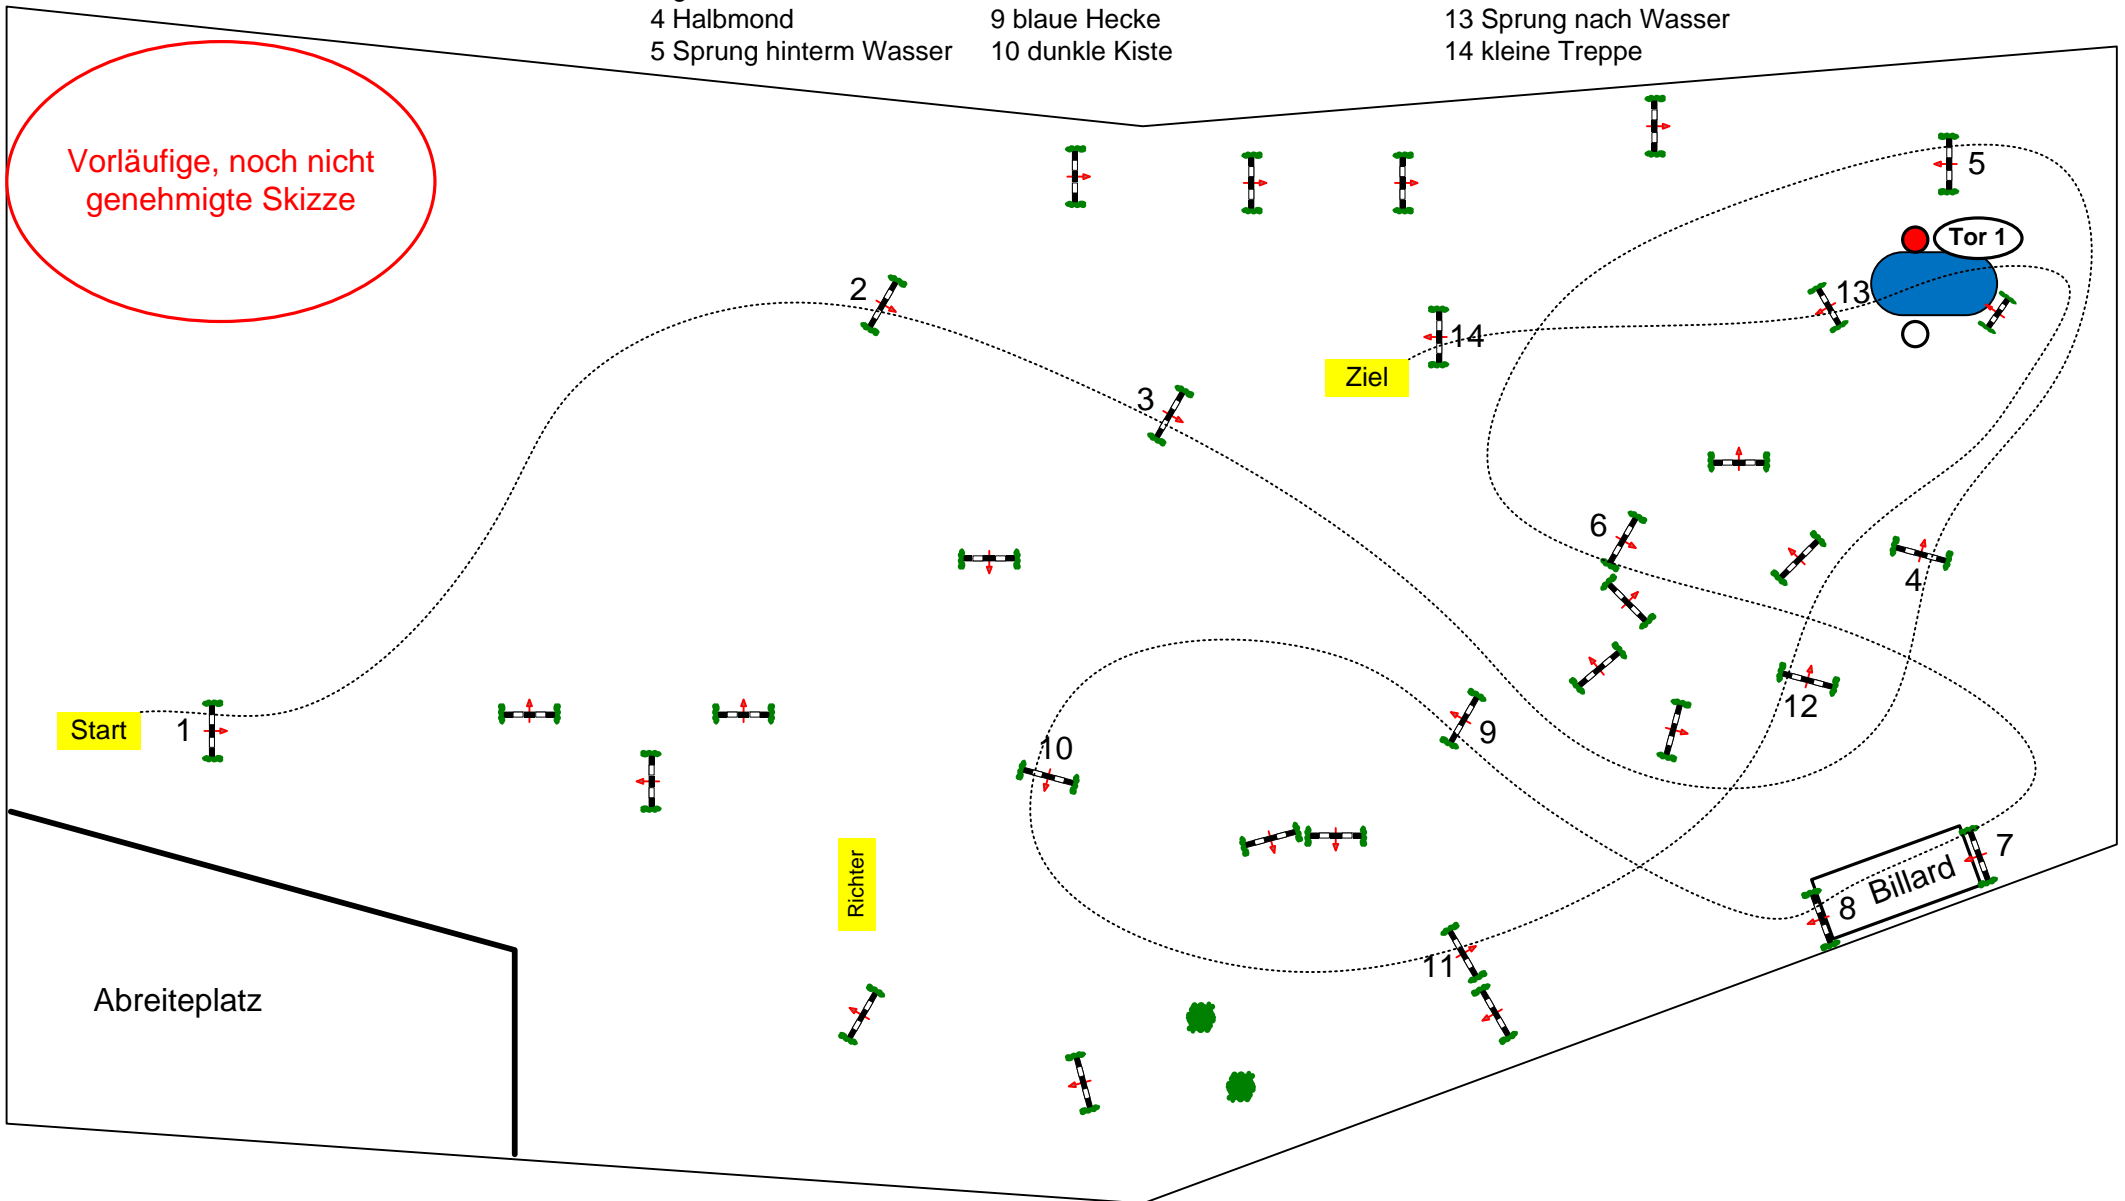 4 Halbmond
9 blaue Hecke
13 Sprung nach Wasser
5 Sprung hinterm Wasser
10 dunkle Kiste
14 kleine Treppe
Vorläufige, noch nicht
genehmigte Skizze
5
Tor 1
2
13
14
Ziel
3
6
4
12
Start
1
9
10
7
Billard
8
Richter
11
Abreiteplatz